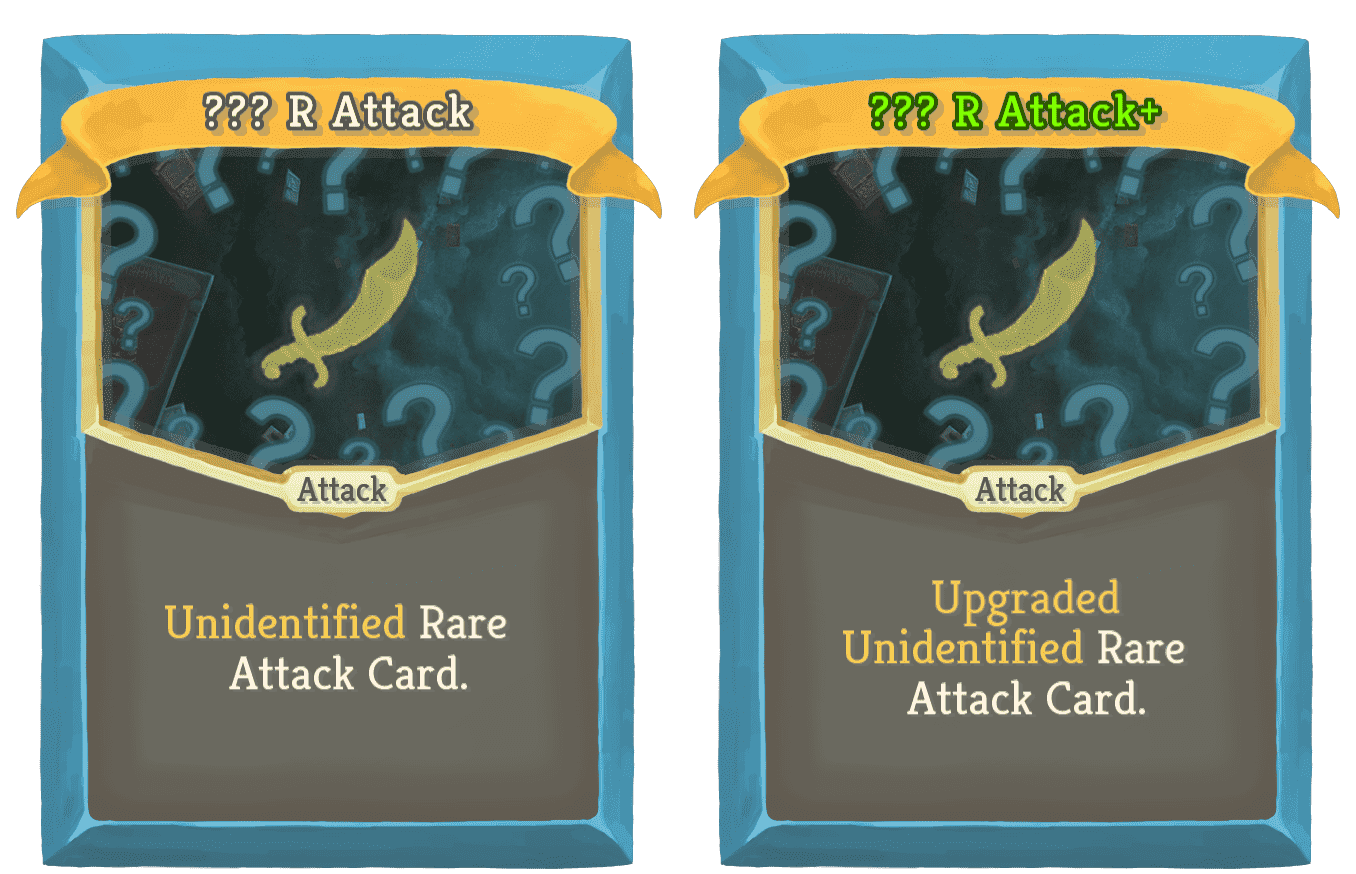 ??? R Attack
Attack
Unidentified Rare
Attack Card.
??? R Attack+
Attack
Upgraded
Unidentified Rare
Attack Card.